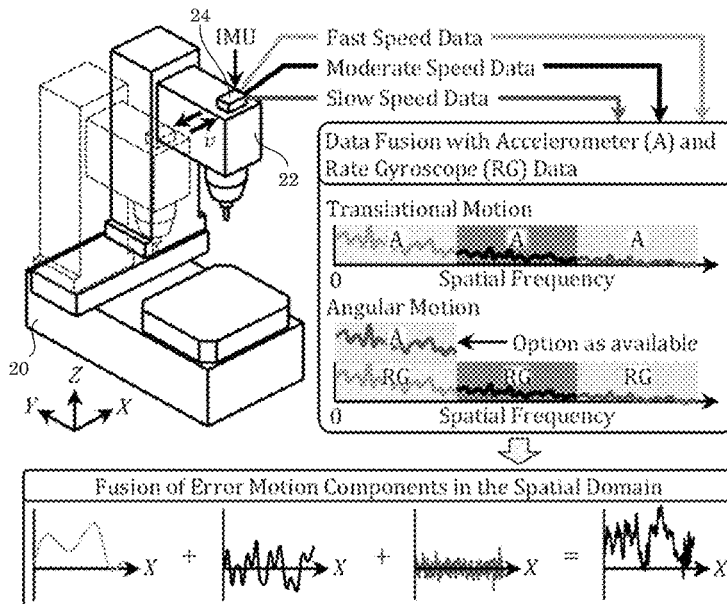 24
IMU
Fast Speed Data
Moderate Speed Data
Slow Speed Data
v
22
Data Fusion with Accelerometer (A) and
Rate Gyroscope (RG) Data
Translational Motion
A A A
0 Spatial Frequency
Angular Motion
A Option as available
RG RG RG
0 Spatial Frequency
20
Z
Y X
Fusion of Error Motion Components in the Spatial Domain
X + X + X = X